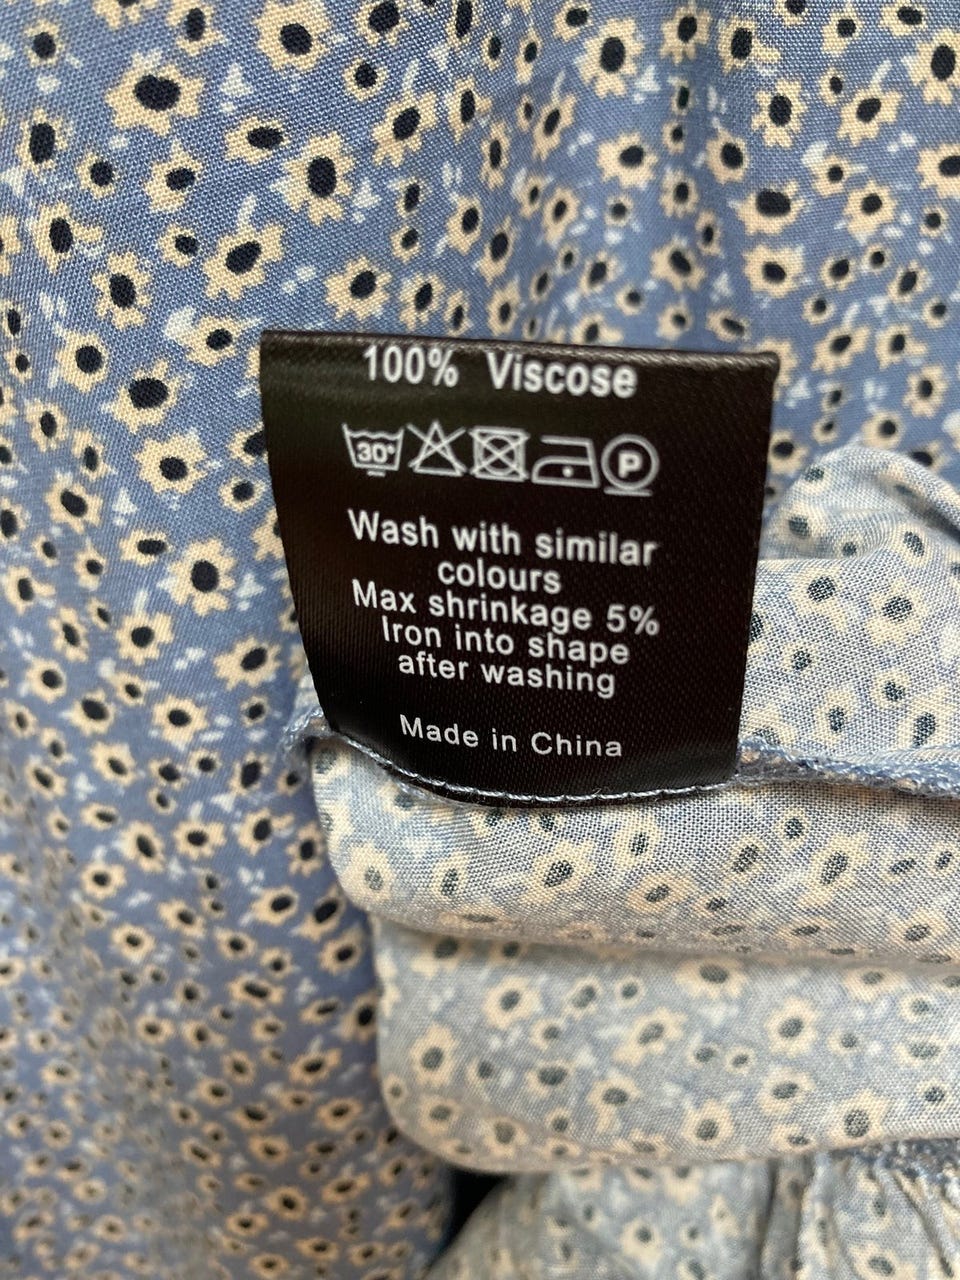 100% Viscose
30° P
Wash with similar
colours
Max shrinkage 5%
Iron into shape
after washing
Made in China